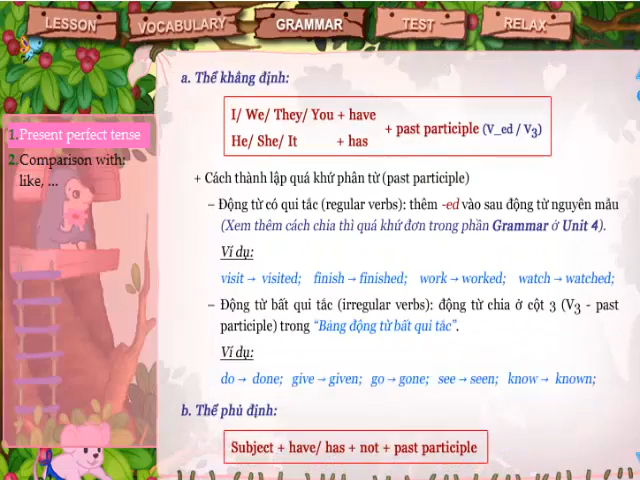 LESSON VOCABULARY GRAMMAR TEST RELAX
1. Present perfect tense
2. Comparison with:
like, ...
a. Thể khẳng định:
I/ We/ They/ You + have
He/ She/ It + has
+ past participle (V_ed / V3)
+ Cách thành lập quá khứ phân từ (past participle)
– Động từ có qui tắc (regular verbs): thêm -ed vào sau động từ nguyên mẫu
(Xem thêm cách chia thì quá khứ đơn trong phần Grammar ở Unit 4).
Ví dụ:
visit → visited; finish → finished; work → worked; watch → watched;
– Động từ bất qui tắc (irregular verbs): động từ chia ở cột 3 (V3 - past
participle) trong "Bảng động từ bất qui tắc".
Ví dụ:
do → done; give → given; go → gone; see → seen; know → known;
b. Thể phủ định:
Subject + have/ has + not + past participle